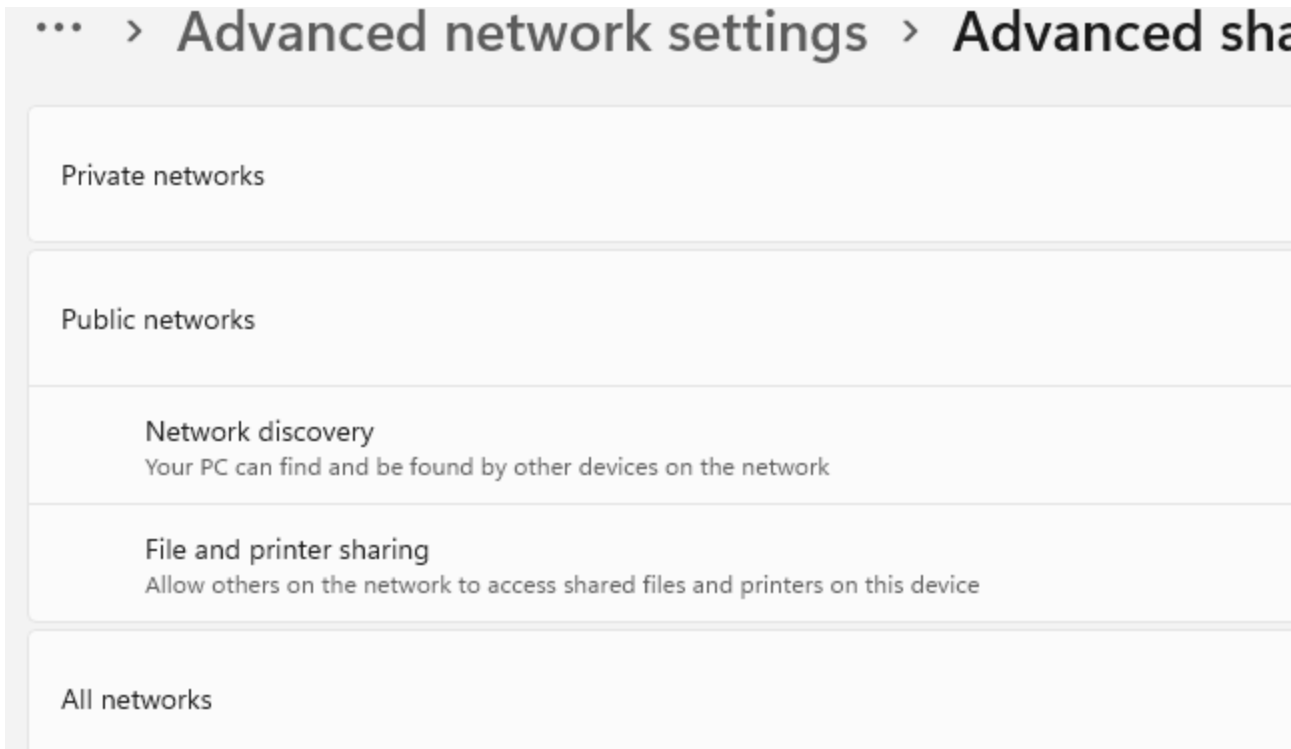 ... > Advanced network settings > Advanced sha
Private networks
Public networks
Network discovery
Your PC can find and be found by other devices on the network
File and printer sharing
Allow others on the network to access shared files and printers on this device
All networks